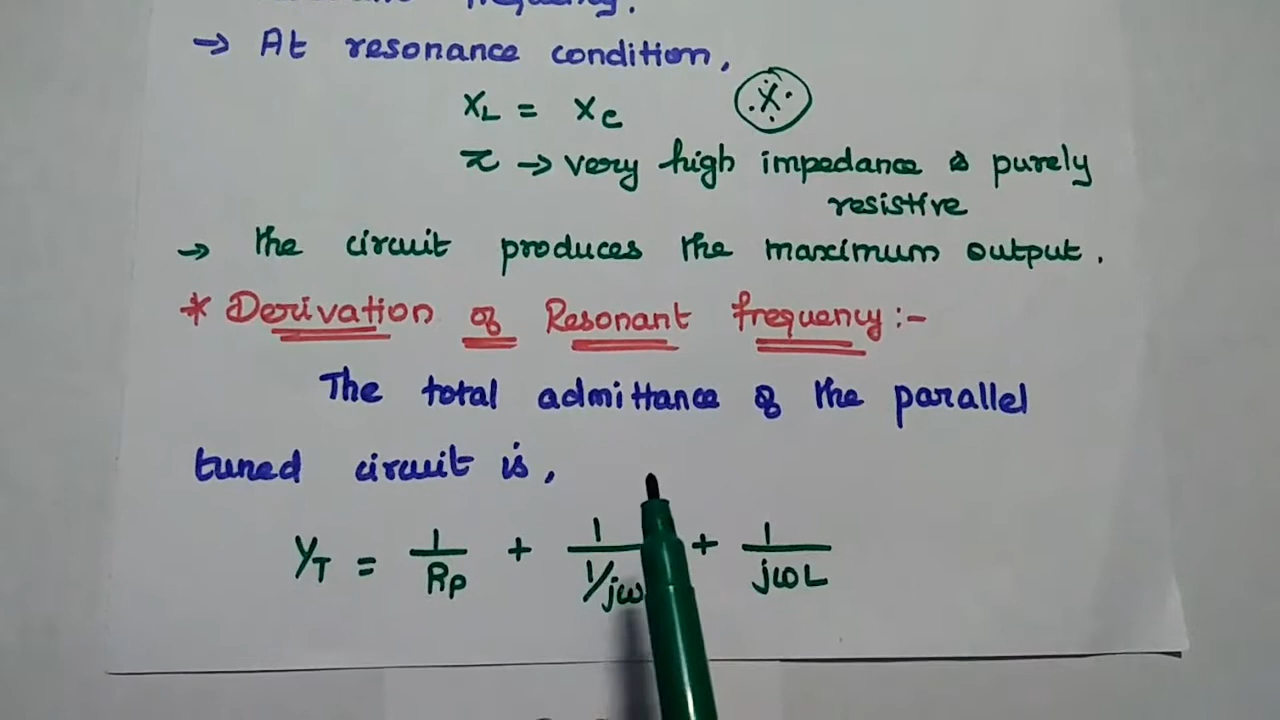 frequency.
→ At resonance condition,
XL = Xc
X
Z → very high impedance & purely
resistive
→ the circuit produces the maximum output.
* Derivation of Resonant frequency :-
The total admittance of the parallel
tuned circuit is,
YT = 1/Rp + 1/(1/jω + 1/jωL